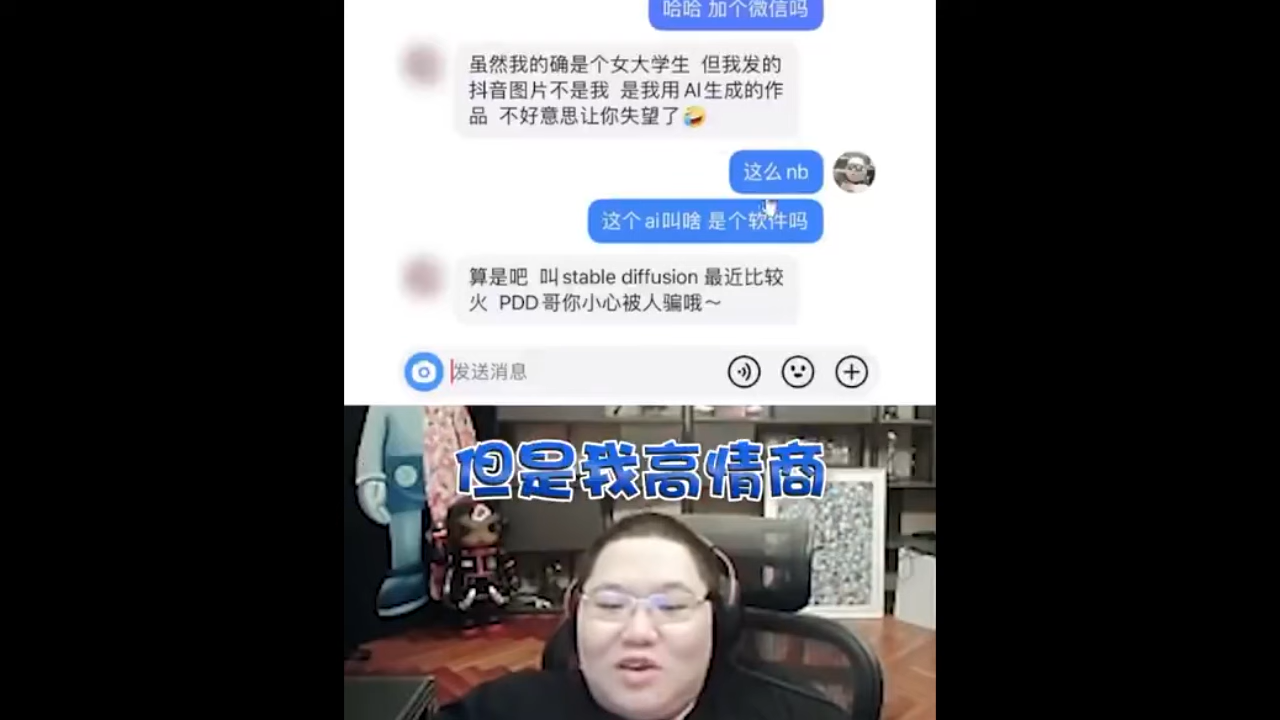 哈哈 加个微信吗
虽然我的确是个女大学生 但我发的
抖音图片不是我 是我用AI生成的作
品 不好意思让你失望了🤣
这么nb
这个ai叫啥 是个软件吗
算是吧 叫stable diffusion 最近比较
火 PDD哥你小心被人骗哦～
发送消息
但是我高情商